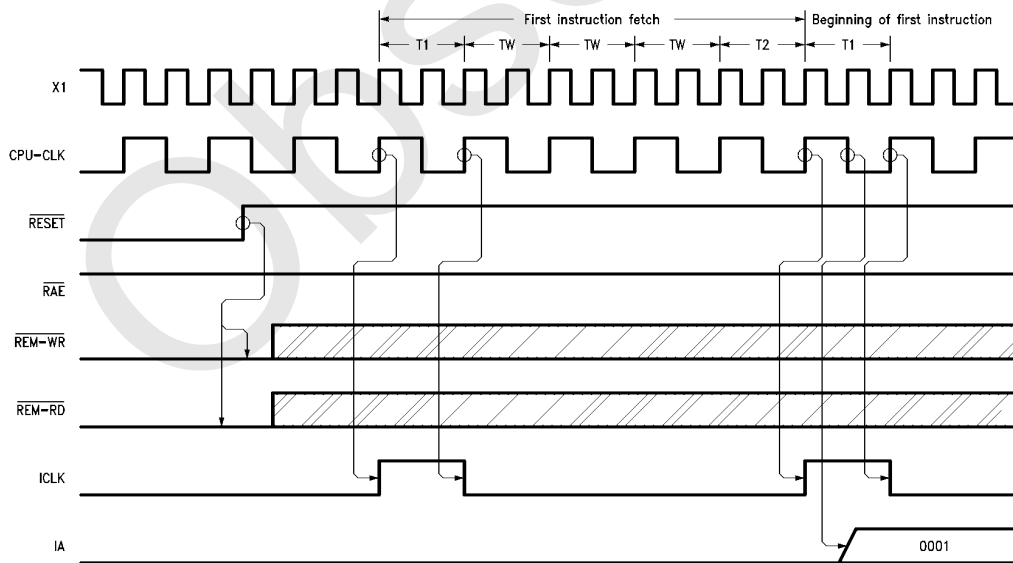 First instruction fetch
Beginning of first instruction
T1 TW TW TW T2 T1
X1
CPU-CLK
RESET
RAE
REM-WR
REM-RD
ICLK
IA
0001
Obs